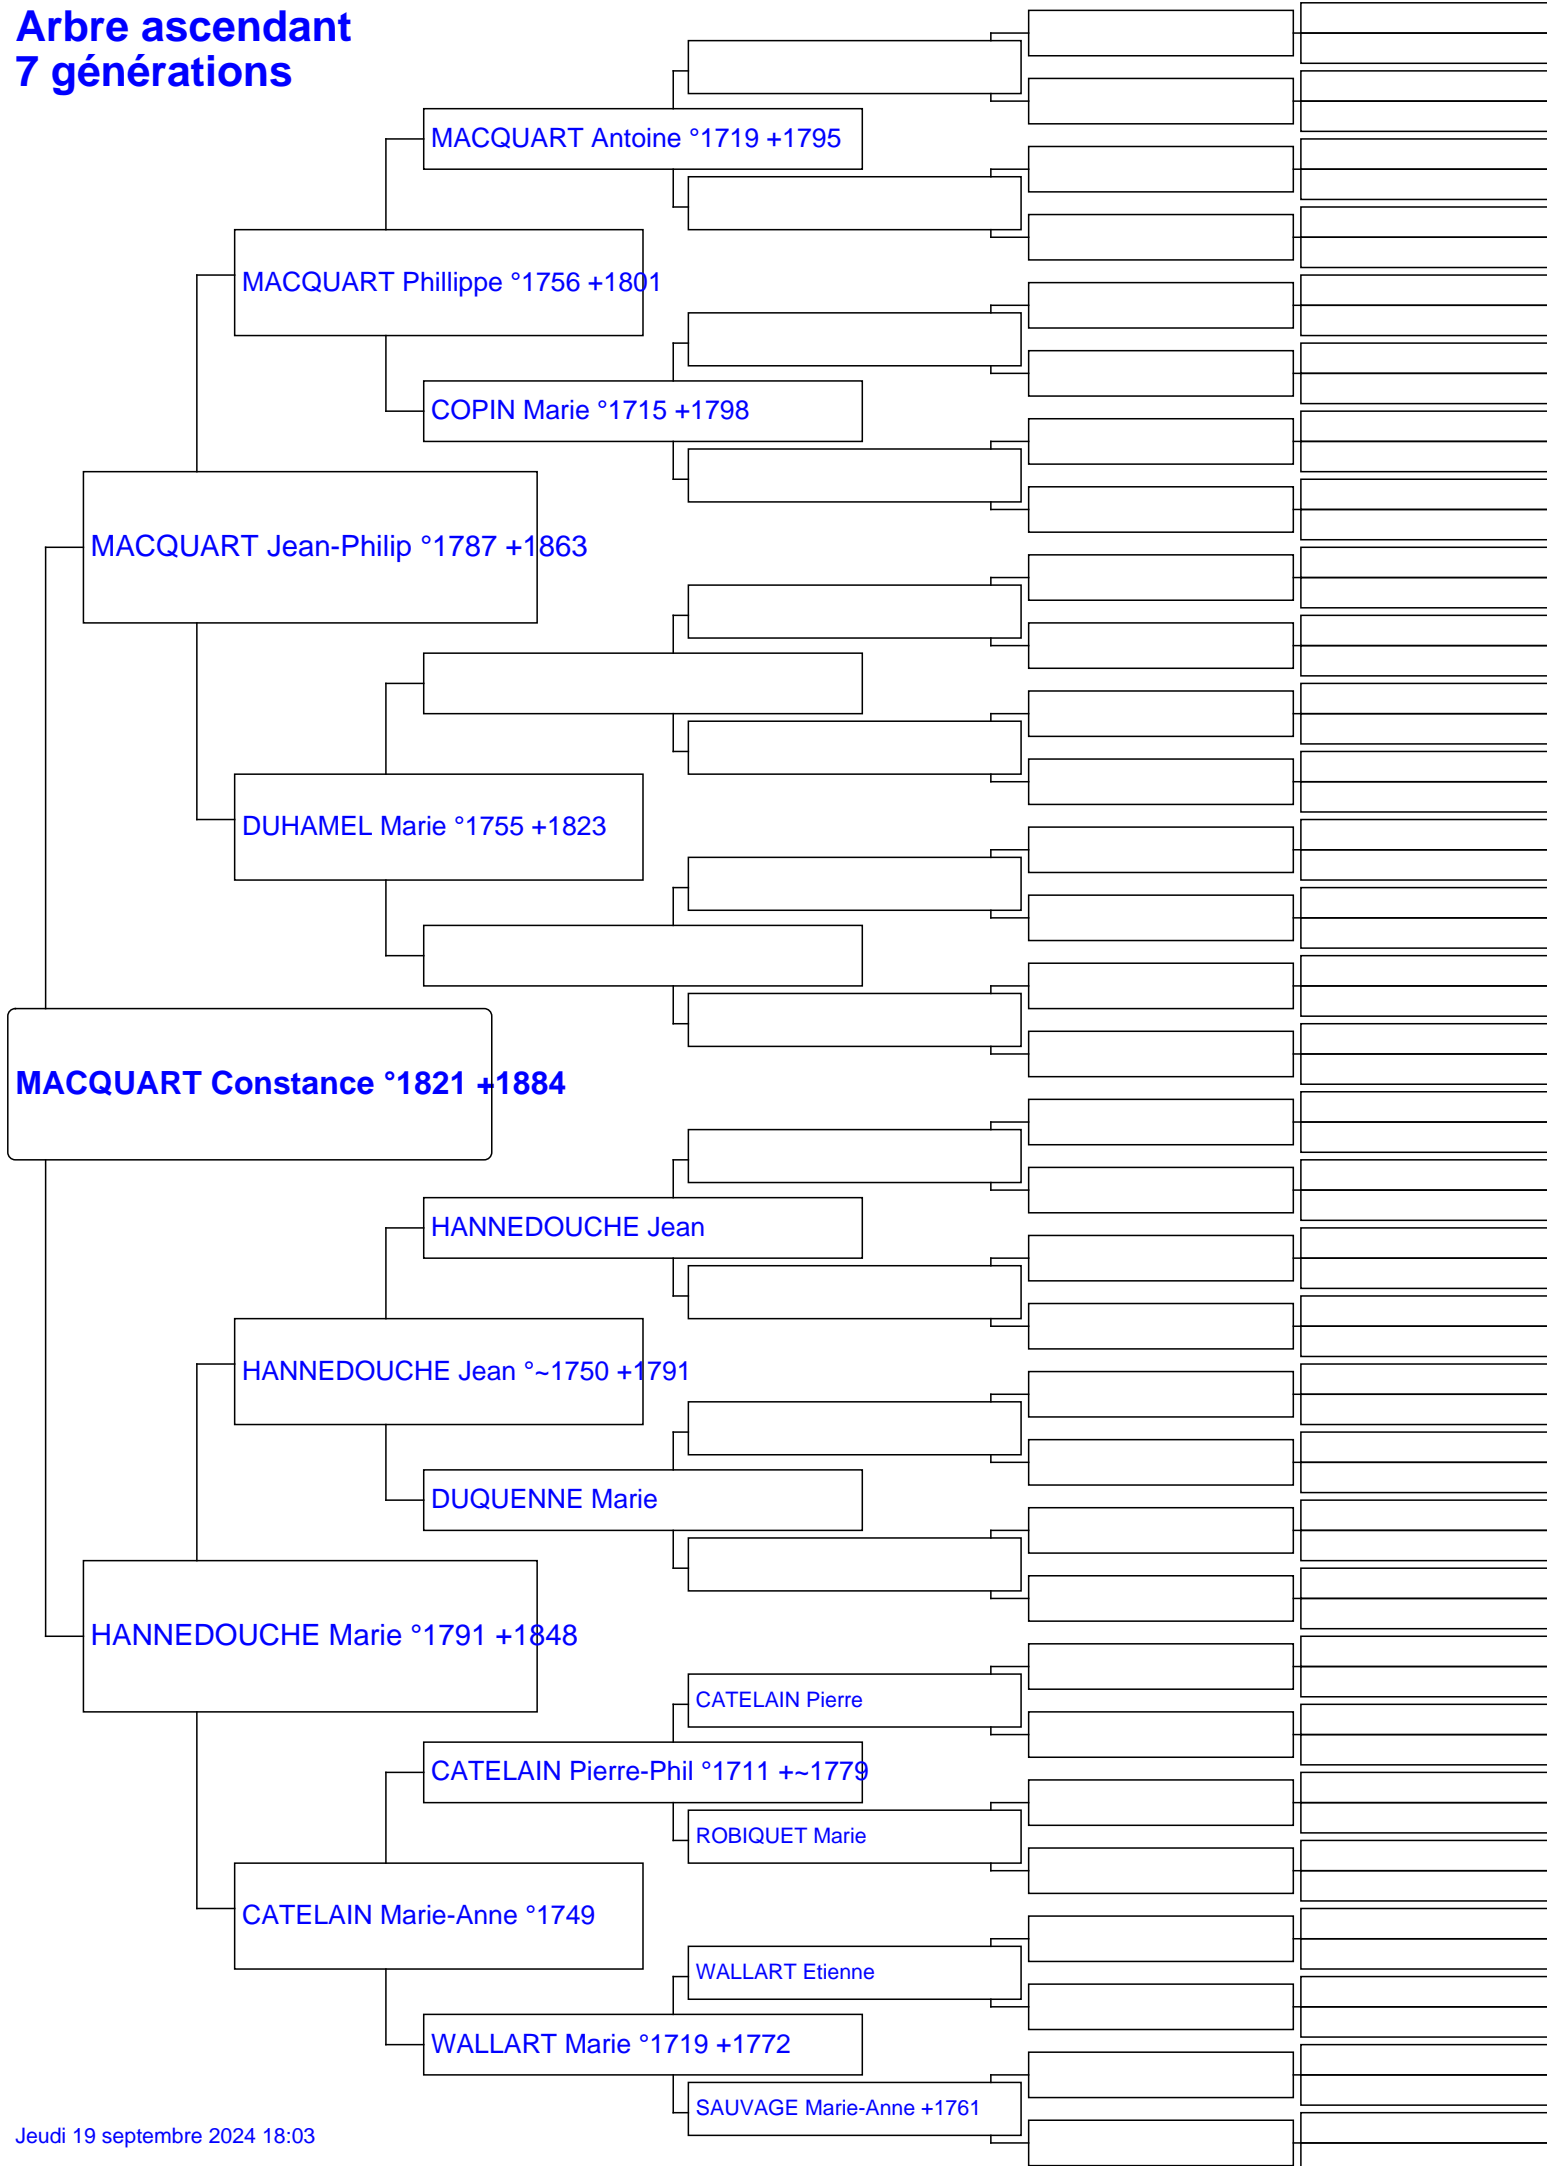 Arbre ascendant
7 générations
MACQUART Antoine °1719 +1795
MACQUART Phillippe °1756 +1801
COPIN Marie °1715 +1798
MACQUART Jean-Philip °1787 +1863
DUHAMEL Marie °1755 +1823
MACQUART Constance °1821 +1884
HANNEDOUCHE Jean
HANNEDOUCHE Jean °~1750 +1791
DUQUENNE Marie
HANNEDOUCHE Marie °1791 +1848
CATELAIN Pierre
CATELAIN Pierre-Phil °1711 +~1779
ROBIQUET Marie
CATELAIN Marie-Anne °1749
WALLART Etienne
WALLART Marie °1719 +1772
SAUVAGE Marie-Anne +1761
Jeudi 19 septembre 2024 18:03